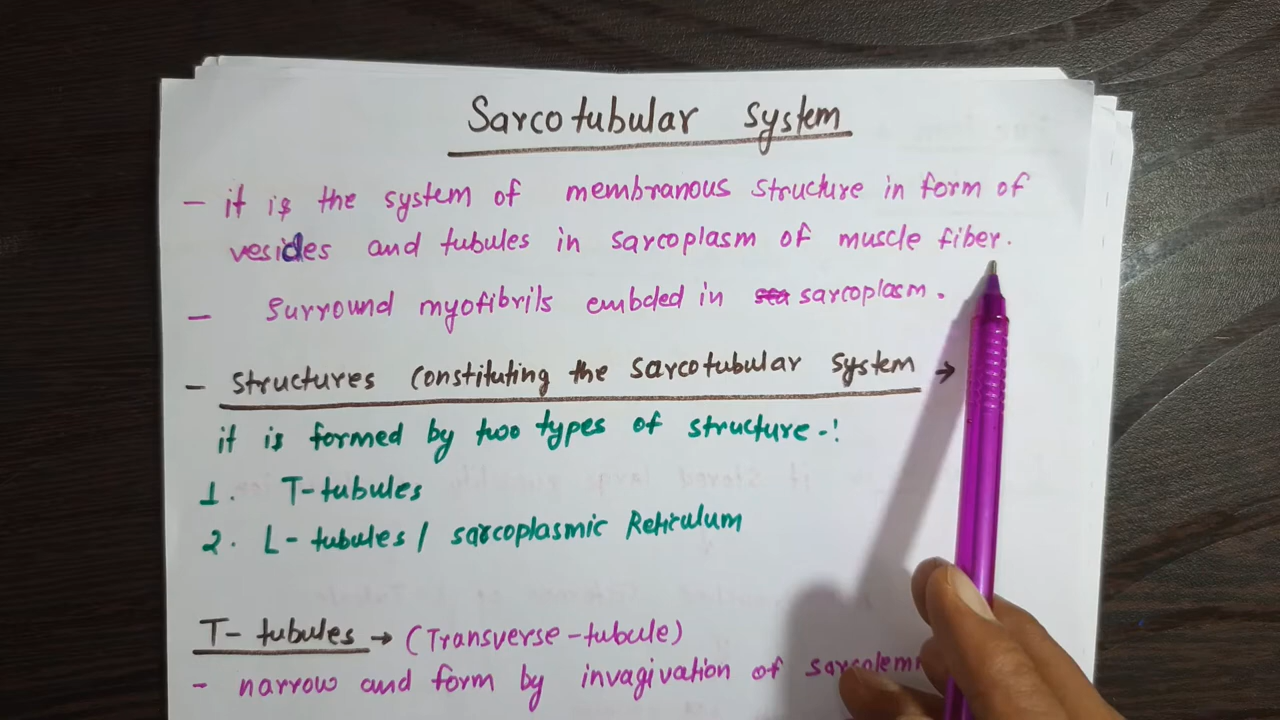 Sarcotubular system
- it is the system of membranous structure in form of
vesicles and tubules in sarcoplasm of muscle fiber.
- surround myofibrils embded in sarcoplasm.
- structures constituting the sarcotubular system →
it is formed by two types of structure -:
1. T-tubules
2. L-tubules / sarcoplasmic Reticulum
T-tubules → (Transverse-tubule)
- narrow and form by invagivation of